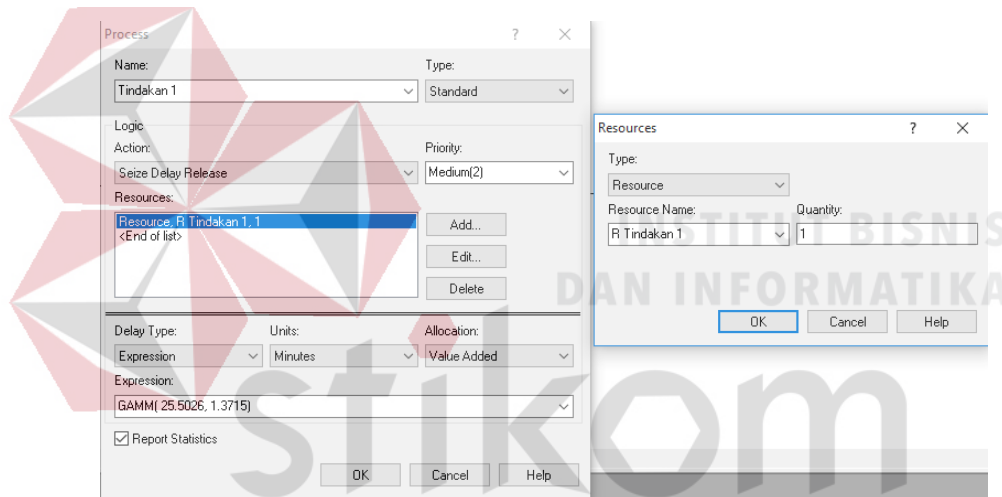 Process ?
Name: Type:
Tindakan 1 Standard
Logic
Action: Priority:
Seize Delay Release Medium(2)
Resources:
Resource, R Tindakan 1, 1
<End of list>
Add...
Edit...
Delete
Delay Type: Units: Allocation:
Expression Minutes Value Added
Expression:
GAMM( 25.5026, 1.3715)
Report Statistics
OK Cancel Help
Resources ?
Type:
Resource
Resource Name: Quantity:
R Tindakan 1 1
OK Cancel Help
INSTITUT BISNIS
DAN INFORMATIKA
stikom